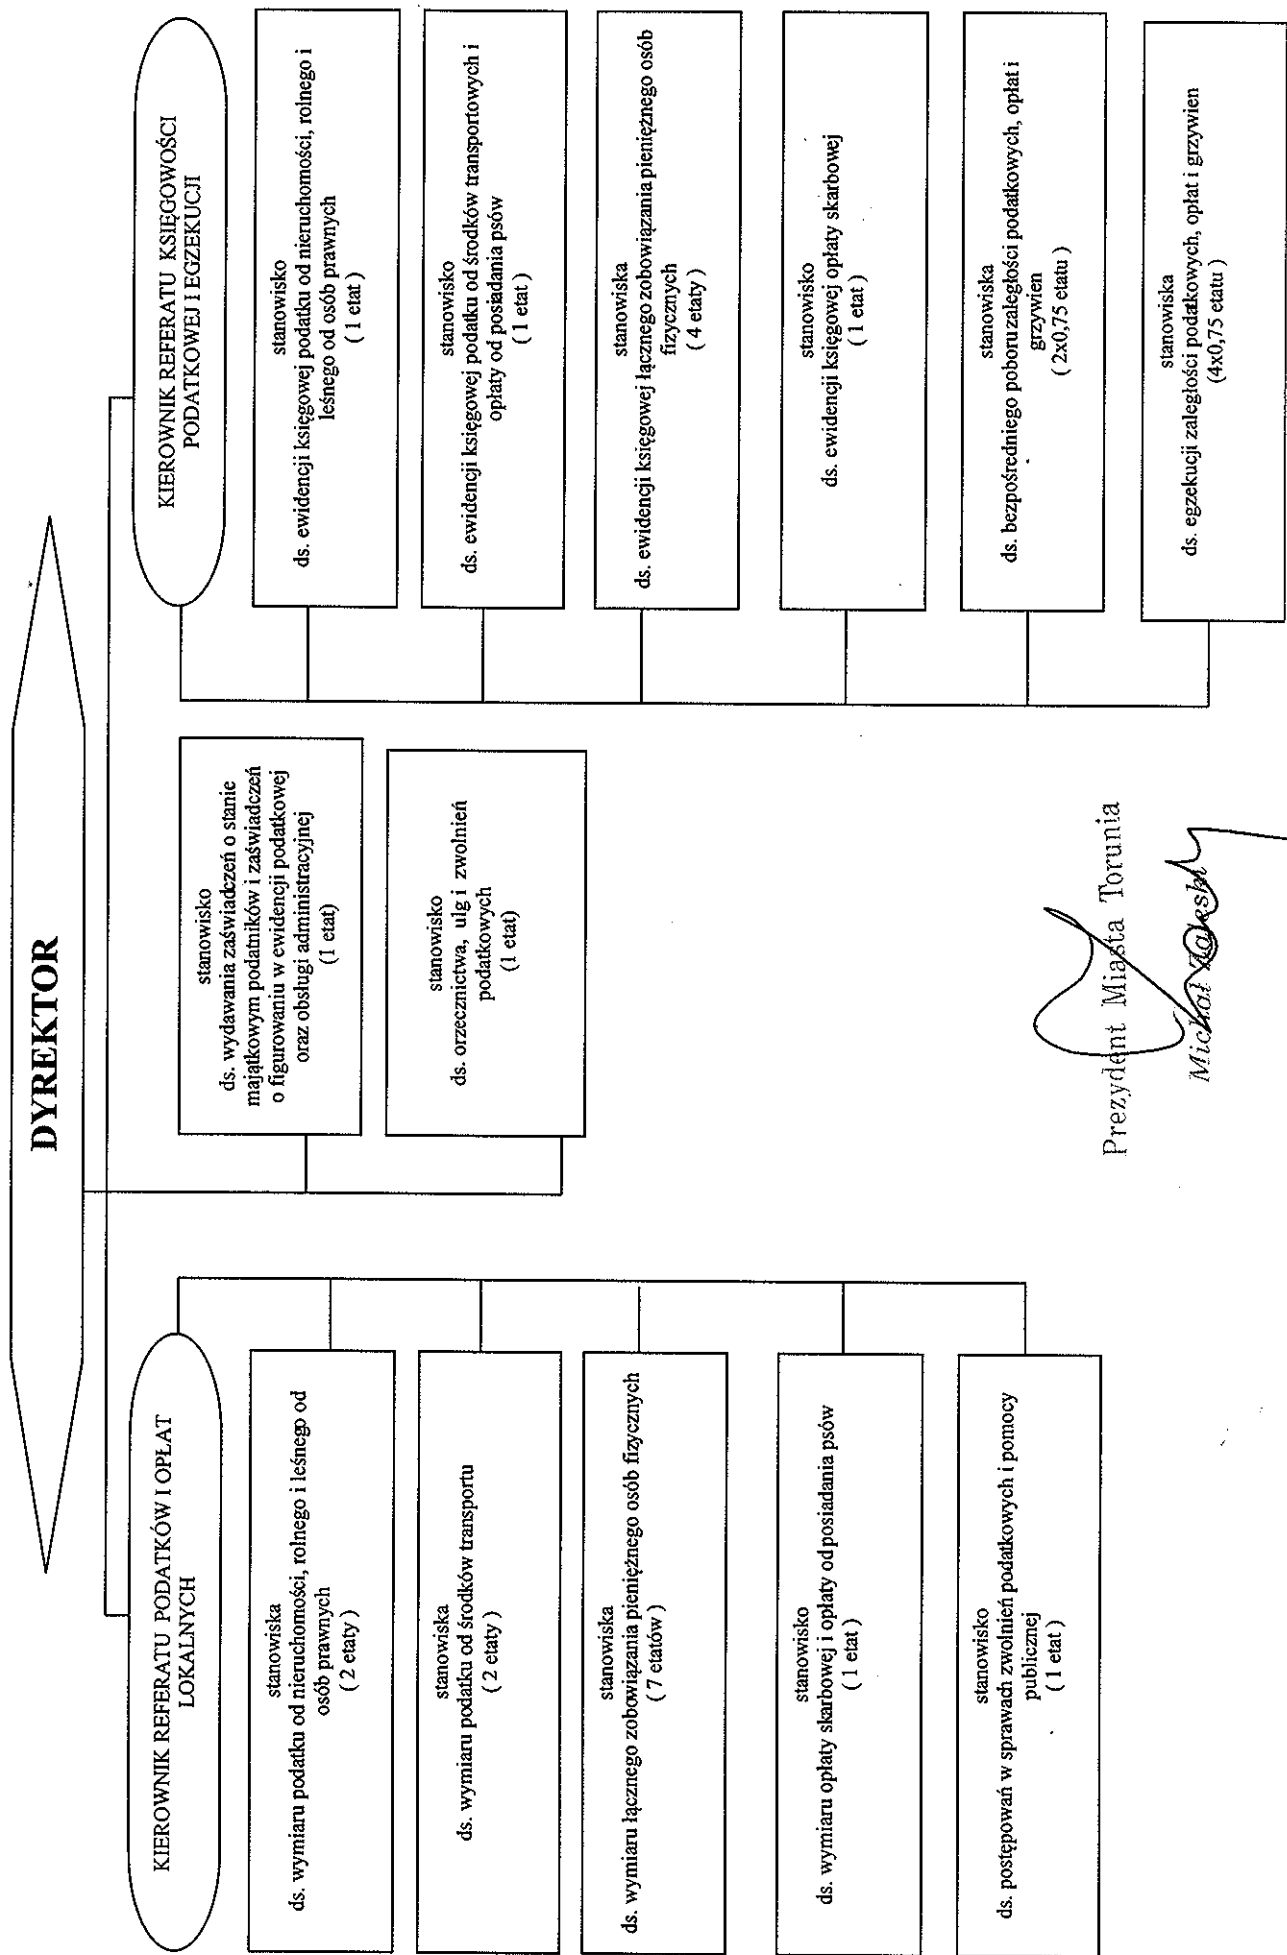 DYREKTOR
KIEROWNIK REFERATU PODATKÓW I OPŁAT
LOKALNYCH
stanowiska
ds. wymiaru podatku od nieruchomości, rolnego i leśnego od
osób prawnych
( 2 etaty )
stanowiska
ds. wymiaru podatku od środków transportu
( 2 etaty )
stanowiska
ds. wymiaru łącznego zobowiązania pieniężnego osób fizycznych
( 7 etatów )
stanowisko
ds. wymiaru opłaty skarbowej i opłaty od posiadania psów
( 1 etat )
stanowisko
ds. postępowań w sprawach zwolnień podatkowych i pomocy
publicznej
( 1 etat )
stanowisko
ds. wydawania zaświadczeń o stanie
majątkowym podatników i zaświadczeń
o figurowaniu w ewidencji podatkowej
oraz obsługi administracyjnej
(1 etat)
stanowisko
ds. orzecznictwa, ulg i zwolnień
podatkowych
(1 etat)
KIEROWNIK REFERATU KSIĘGOWOŚCI
PODATKOWEJ I EGZEKUCJI
stanowisko
ds. ewidencji księgowej podatku od nieruchomości, rolnego i
leśnego od osób prawnych
( 1 etat )
stanowisko
ds. ewidencji księgowej podatku od środków transportowych i
opłaty od posiadania psów
( 1 etat )
stanowiska
ds. ewidencji księgowej łącznego zobowiązania pieniężnego osób
fizycznych
( 4 etaty )
stanowisko
ds. ewidencji księgowej opłaty skarbowej
( 1 etat )
stanowiska
ds. bezpośredniego poboru zaległości podatkowych, opłat i
grzywien
( 2x0,75 etatu )
stanowiska
ds. egzekucji zaległości podatkowych, opłat i grzywien
(4x0,75 etatu )
Prezydent Miasta Torunia
Michał Zaleski